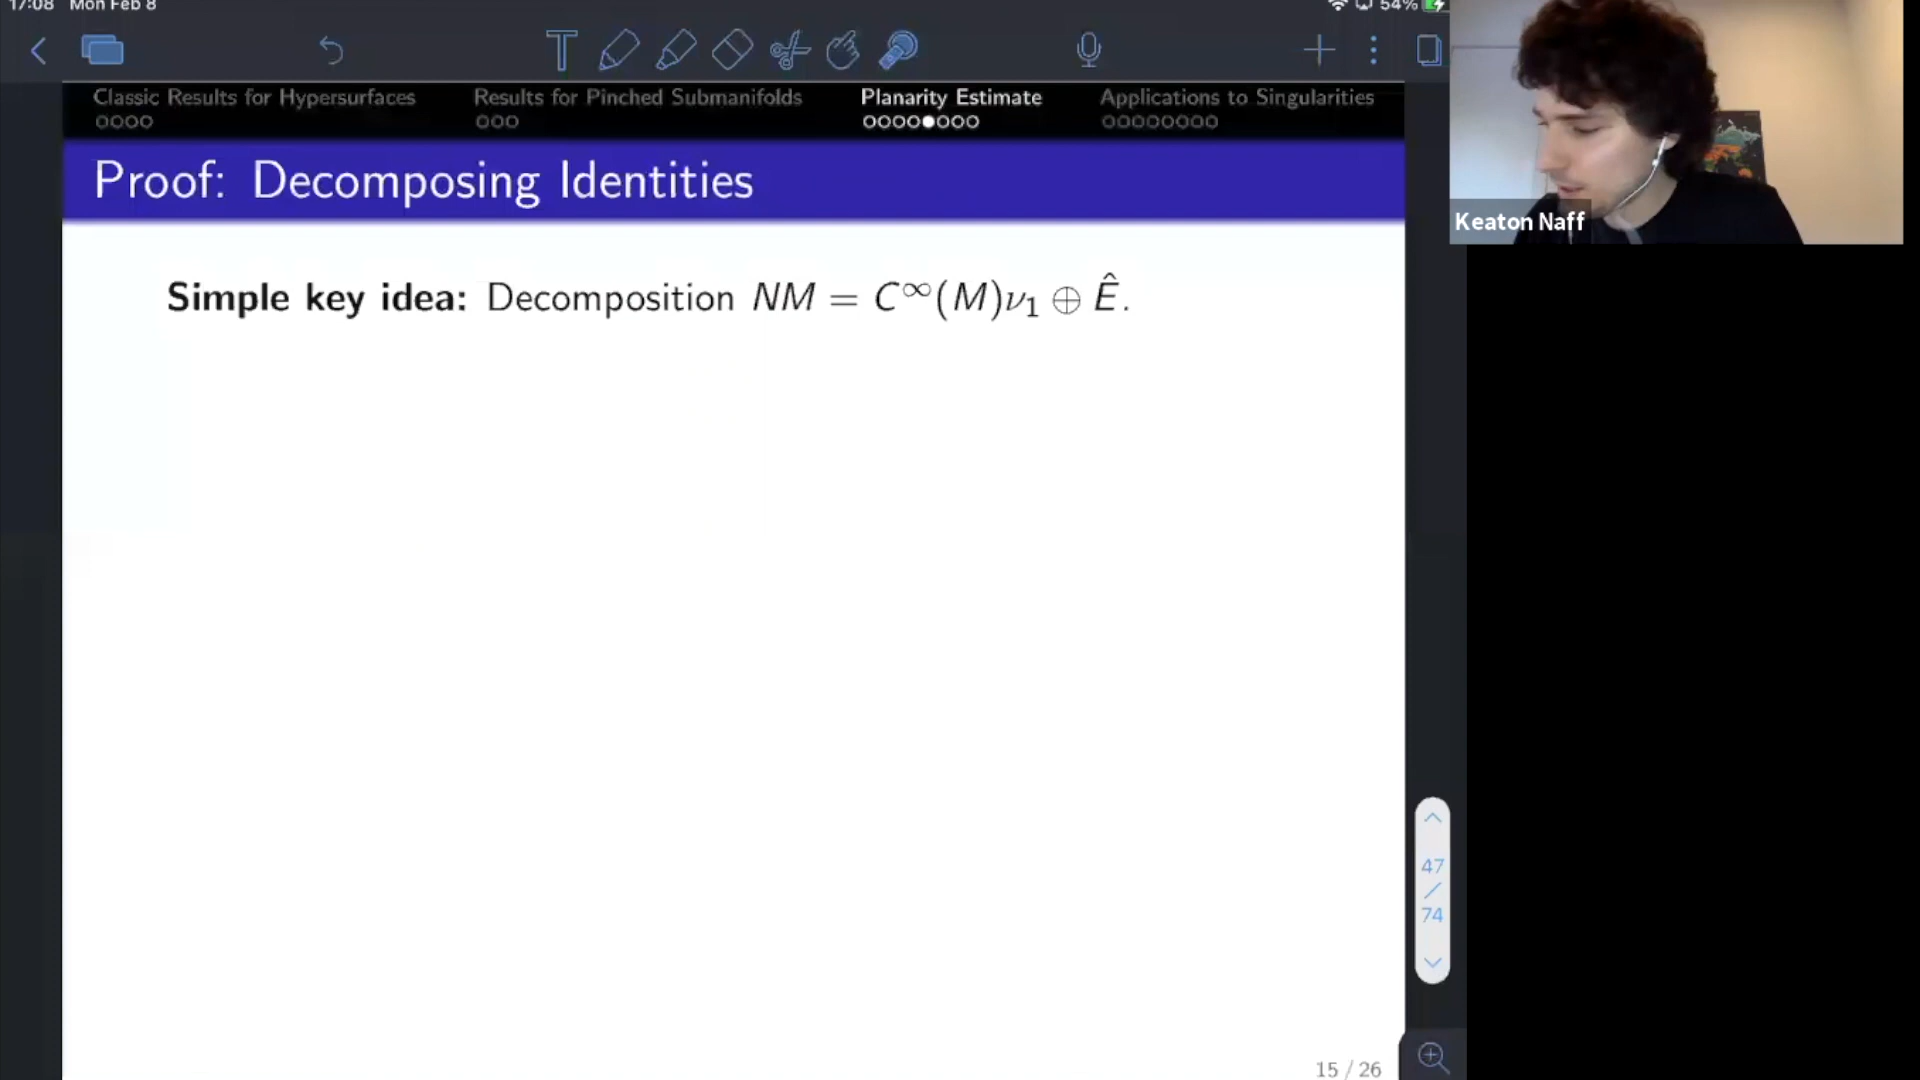 17:08 Mon Feb 8
54%
Classic Results for Hypersurfaces
Results for Pinched Submanifolds
Planarity Estimate
Applications to Singularities
Proof: Decomposing Identities
Simple key idea: Decomposition NM = C^∞(M)ν₁ ⊕ Ê.
Keaton Naff
47
/
74
15 / 26